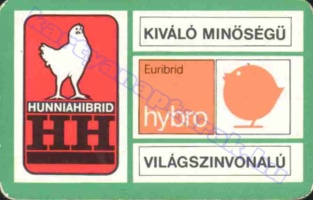 HUNNIAHIBRID
HH
KIVÁLÓ MINŐSÉGŰ
Euribrid
hybro
VILÁGSZINVONALÚ